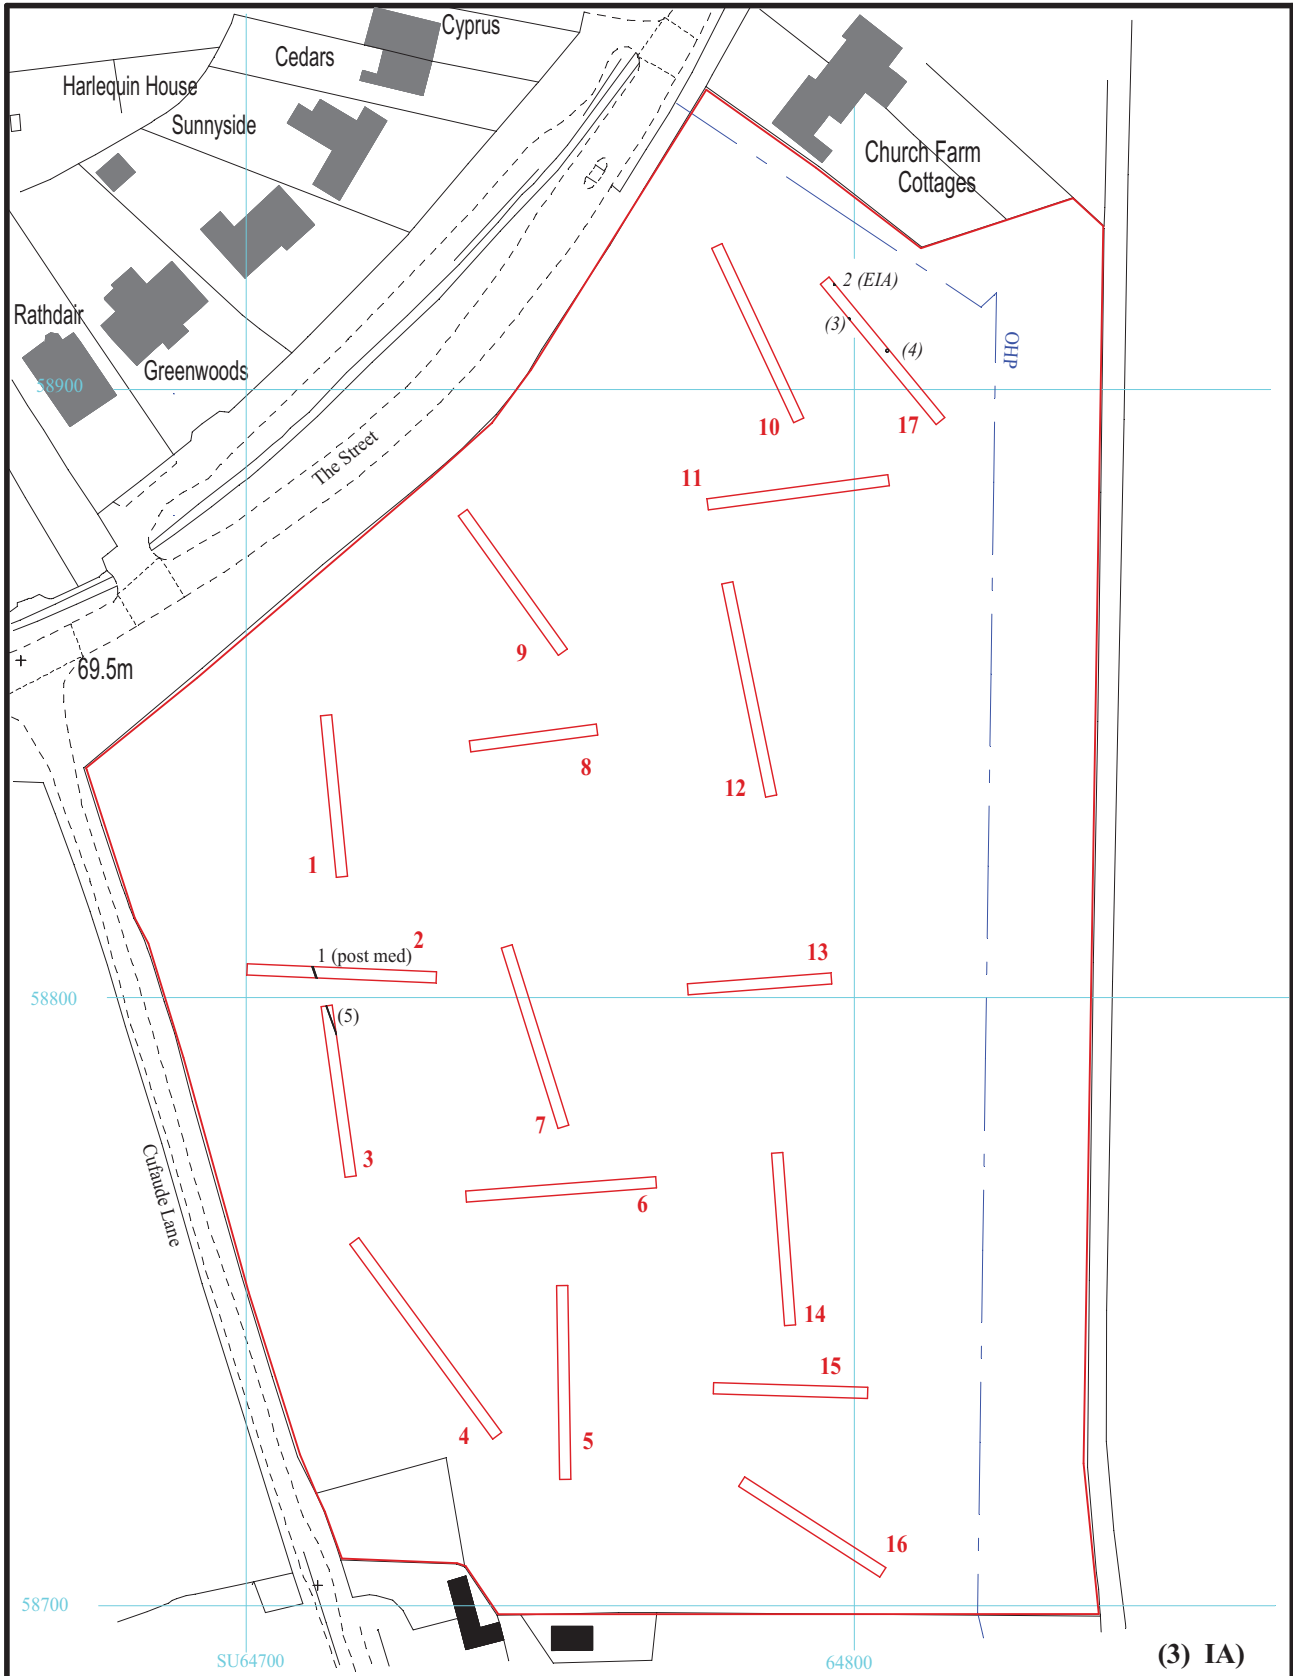 Cyprus
Cedars
Harlequin House
Sunnyside
Church Farm
Cottages
2 (EIA)
Rathdair
(3)
OHP
(4)
Greenwoods
58900
10
17
The Street
11
9
69.5m
8
12
1
2
1 (post med)
13
58800
(5)
7
3
Cufaude Lane
6
14
15
4
5
16
58700
SU64700
64800
(3) IA)